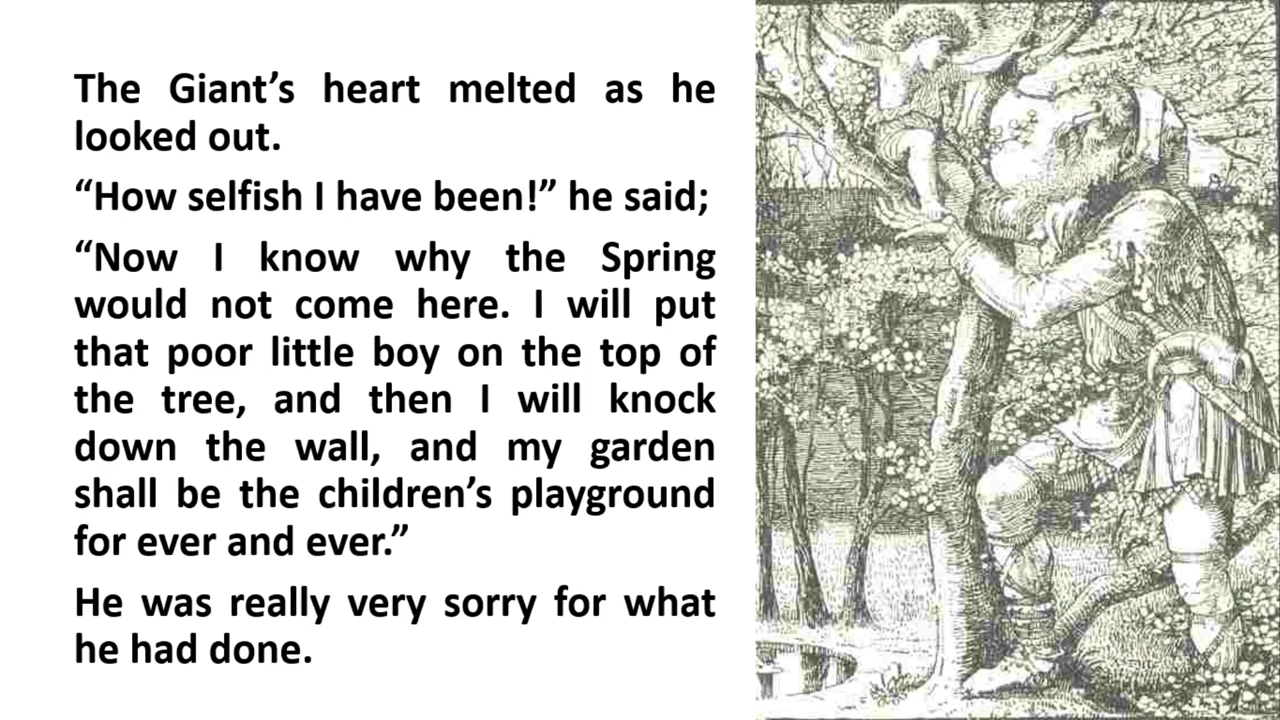 The Giant’s heart melted as he
looked out.
“How selfish I have been!” he said;
“Now I know why the Spring
would not come here. I will put
that poor little boy on the top of
the tree, and then I will knock
down the wall, and my garden
shall be the children’s playground
for ever and ever.”
He was really very sorry for what
he had done.